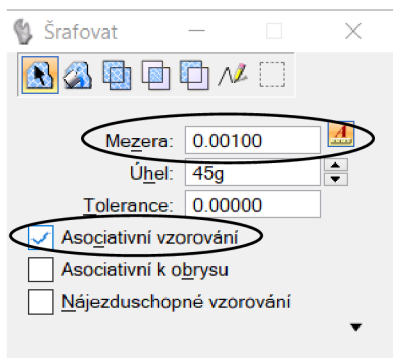 Šrafovat
Mezera: 0.00100
Úhel: 45g
Tolerance: 0.00000
Asociativní vzorování
Asociativní k obrysu
Nájezduschopné vzorování